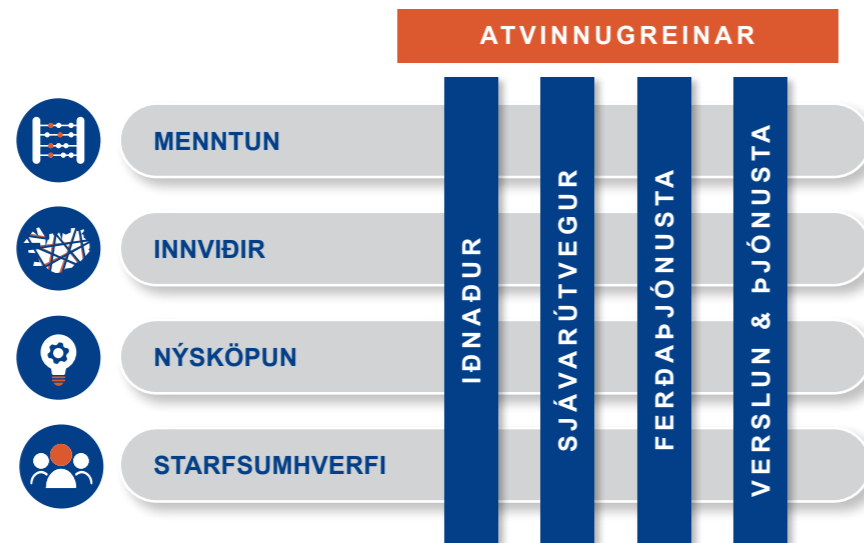 ATVINNUGREINAR
MENNTUN
INNVIÐIR
NÝSKÖPUN
STARFSUMHVERFI
IÐNAÐUR
SJÁVARÚTVEGUR
FERÐAÞJÓNUSTA
VERSLUN & ÞJÓNUSTA